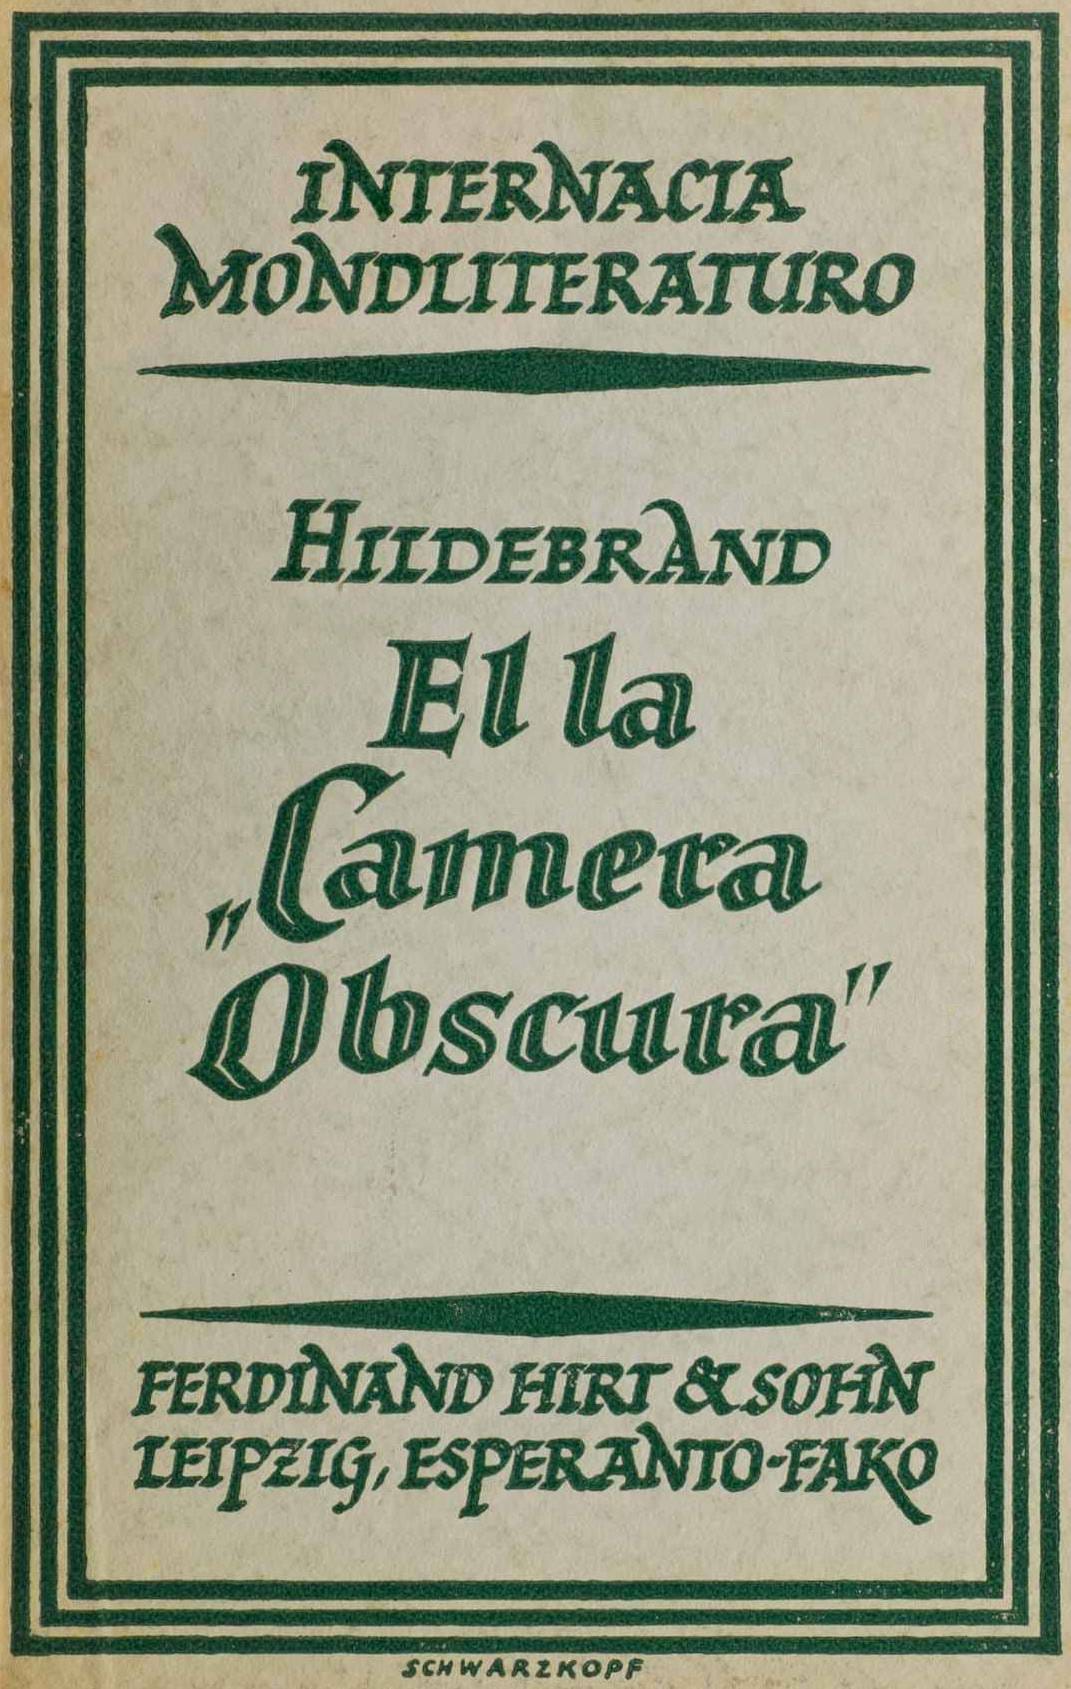 INTERNACIA
MONDLITERATURO
HILDEBRAND
El la
„Camera
Obscura"
FERDINAND HIRT & SOHN
LEIPZIG, ESPERANTO-FAKO
SCHWARZKOPF